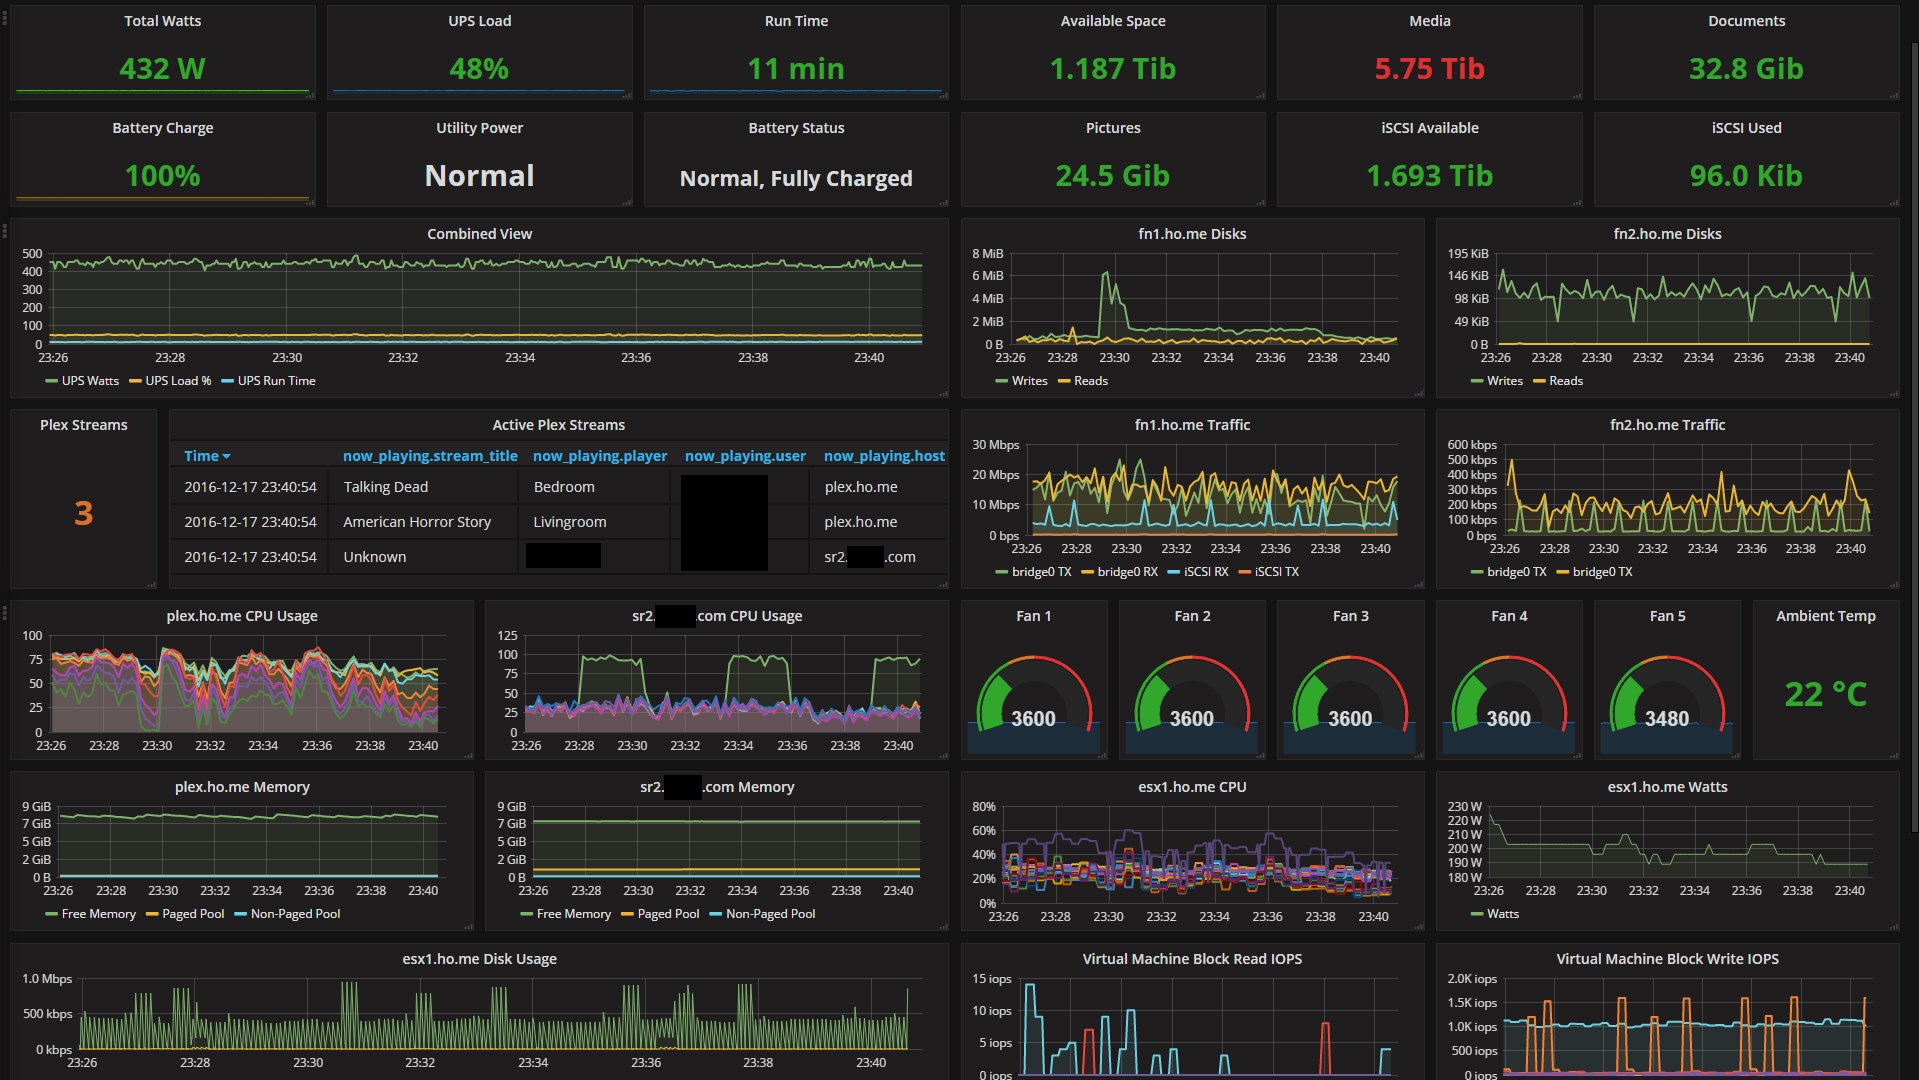 Total Watts
432 W
UPS Load
48%
Run Time
11 min
Available Space
1.187 Tib
Media
5.75 Tib
Documents
32.8 Gib
Battery Charge
100%
Utility Power
Normal
Battery Status
Normal, Fully Charged
Pictures
24.5 Gib
iSCSI Available
1.693 Tib
iSCSI Used
96.0 Kib
Combined View
500
400
300
200
100
0
23:26 23:28 23:30 23:32 23:34 23:36 23:38 23:40
UPS Watts UPS Load % UPS Run Time
fn1.ho.me Disks
8 MiB
6 MiB
4 MiB
2 MiB
0 B
23:26 23:28 23:30 23:32 23:34 23:36 23:38 23:40
Writes Reads
fn2.ho.me Disks
195 KiB
146 KiB
98 KiB
49 KiB
0 B
23:26 23:28 23:30 23:32 23:34 23:36 23:38 23:40
Writes Reads
Plex Streams
3
Active Plex Streams
Time now_playing.stream_title now_playing.player now_playing.user now_playing.host
2016-12-17 23:40:54 Talking Dead Bedroom plex.ho.me
2016-12-17 23:40:54 American Horror Story Livingroom plex.ho.me
2016-12-17 23:40:54 Unknown sr2. .com
fn1.ho.me Traffic
30 Mbps
20 Mbps
10 Mbps
0 bps
23:26 23:28 23:30 23:32 23:34 23:36 23:38 23:40
bridge0 TX bridge0 RX iSCSI RX iSCSI TX
fn2.ho.me Traffic
600 kbps
500 kbps
400 kbps
300 kbps
200 kbps
100 kbps
0 bps
23:26 23:28 23:30 23:32 23:34 23:36 23:38 23:40
bridge0 TX bridge0 TX
plex.ho.me CPU Usage
100
75
50
25
0
23:26 23:28 23:30 23:32 23:34 23:36 23:38 23:40
sr2. .com CPU Usage
125
100
75
50
25
0
23:26 23:28 23:30 23:32 23:34 23:36 23:38 23:40
Fan 1
3600
Fan 2
3600
Fan 3
3600
Fan 4
3600
Fan 5
3480
Ambient Temp
22 °C
plex.ho.me Memory
9 GiB
7 GiB
5 GiB
2 GiB
0 B
23:26 23:28 23:30 23:32 23:34 23:36 23:38 23:40
Free Memory Paged Pool Non-Paged Pool
sr2. .com Memory
9 GiB
7 GiB
5 GiB
2 GiB
0 B
23:26 23:28 23:30 23:32 23:34 23:36 23:38 23:40
Free Memory Paged Pool Non-Paged Pool
esx1.ho.me CPU
80%
60%
40%
20%
0%
23:26 23:28 23:30 23:32 23:34 23:36 23:38 23:40
esx1.ho.me Watts
230 W
220 W
210 W
200 W
190 W
180 W
23:26 23:28 23:30 23:32 23:34 23:36 23:38 23:40
Watts
esx1.ho.me Disk Usage
1.0 Mbps
500 kbps
0 kbps
23:26 23:28 23:30 23:32 23:34 23:36 23:38 23:40
Virtual Machine Block Read IOPS
15 iops
10 iops
5 iops
0 iops
Virtual Machine Block Write IOPS
2.0K iops
1.5K iops
1.0K iops
500 iops
0 iops